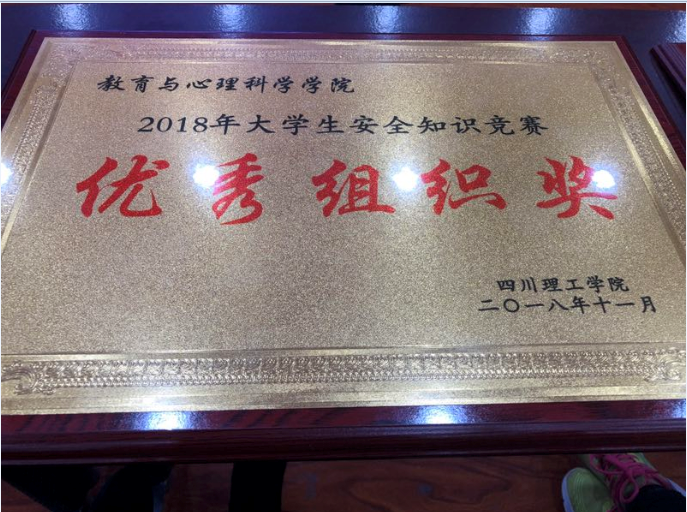 教育与心理科学学院
2018年大学生安全知识竞赛
优秀组织奖
四川理工学院
二〇一八年十一月